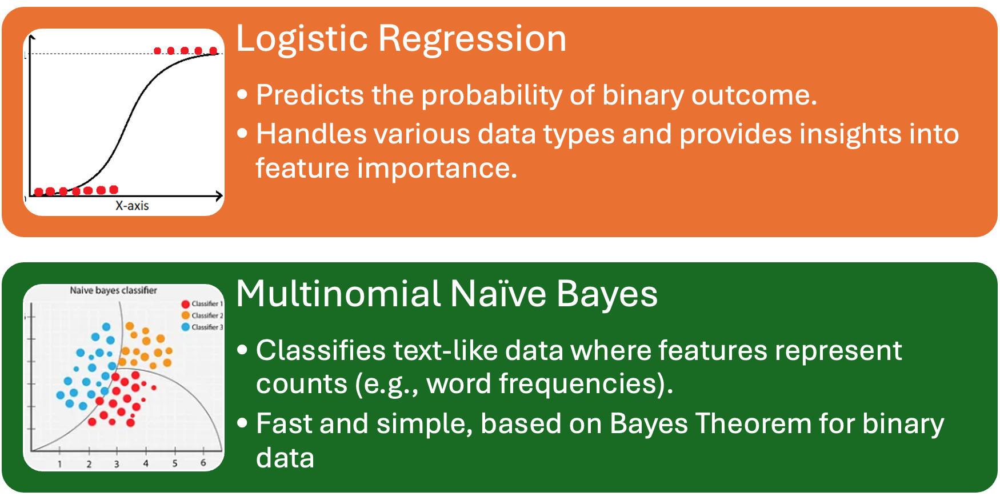 Logistic Regression
• Predicts the probability of binary outcome.
• Handles various data types and provides insights into
feature importance.
X-axis
Multinomial Naïve Bayes
• Classifies text-like data where features represent
counts (e.g., word frequencies).
• Fast and simple, based on Bayes Theorem for binary
data
Naive bayes classifier
Classifier 1
Classifier 2
Classifier 3
1 2 3 4 5 6